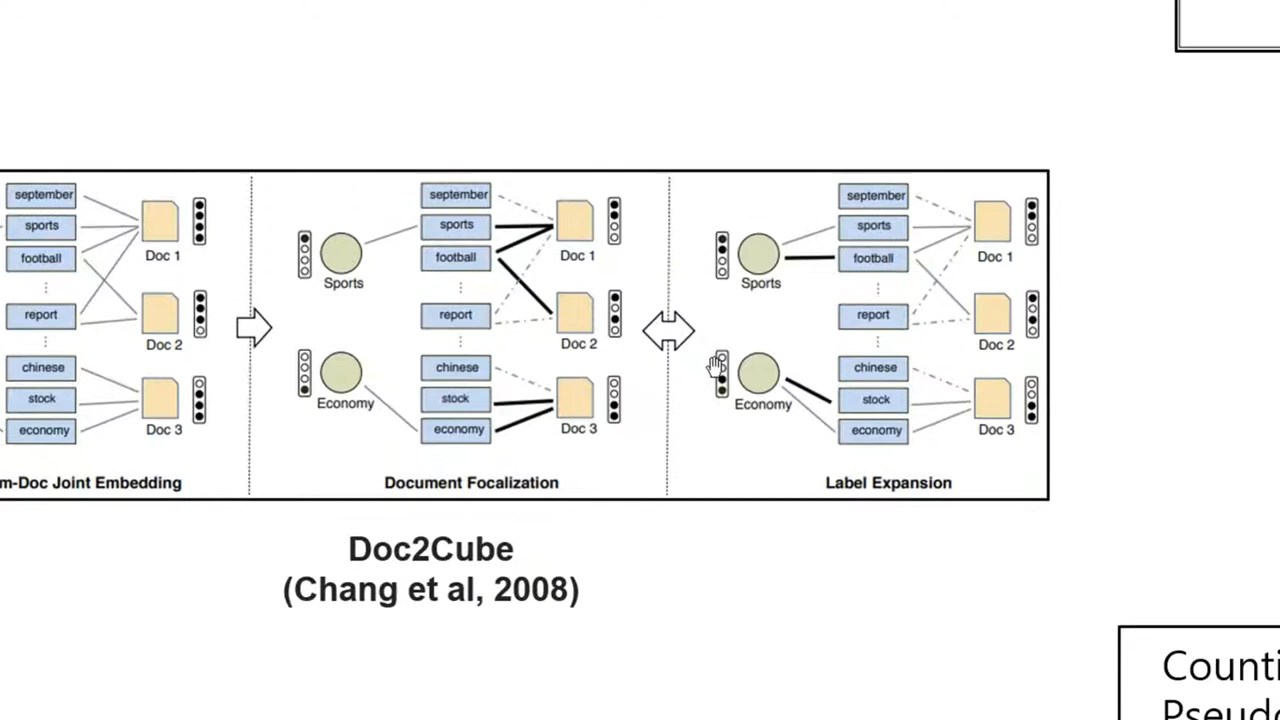 september
sports
football
report
chinese
stock
economy
Doc 1
Doc 2
Doc 3
m-Doc Joint Embedding
Sports
Economy
september
sports
football
report
chinese
stock
economy
Doc 1
Doc 2
Doc 3
Document Focalization
Sports
Economy
september
sports
football
report
chinese
stock
economy
Doc 1
Doc 2
Doc 3
Label Expansion
Doc2Cube
(Chang et al, 2008)
Counti
Pseudo